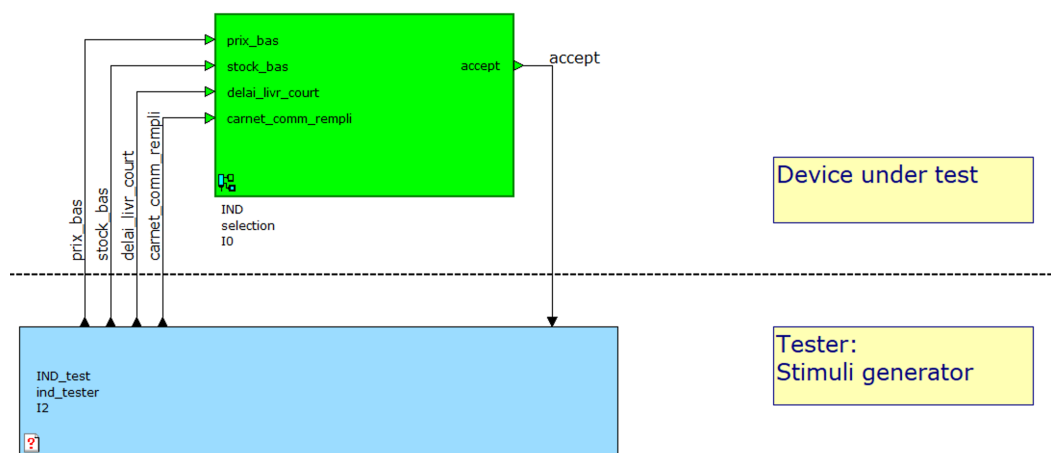 prix_bas
stock_bas
delai_livr_court
carnet_comm_rempli
accept
accept
IND
selection
I0
prix_bas
stock_bas
delai_livr_court
carnet_comm_rempli
Device under test
IND_test
ind_tester
I2
?
Tester:
Stimuli generator